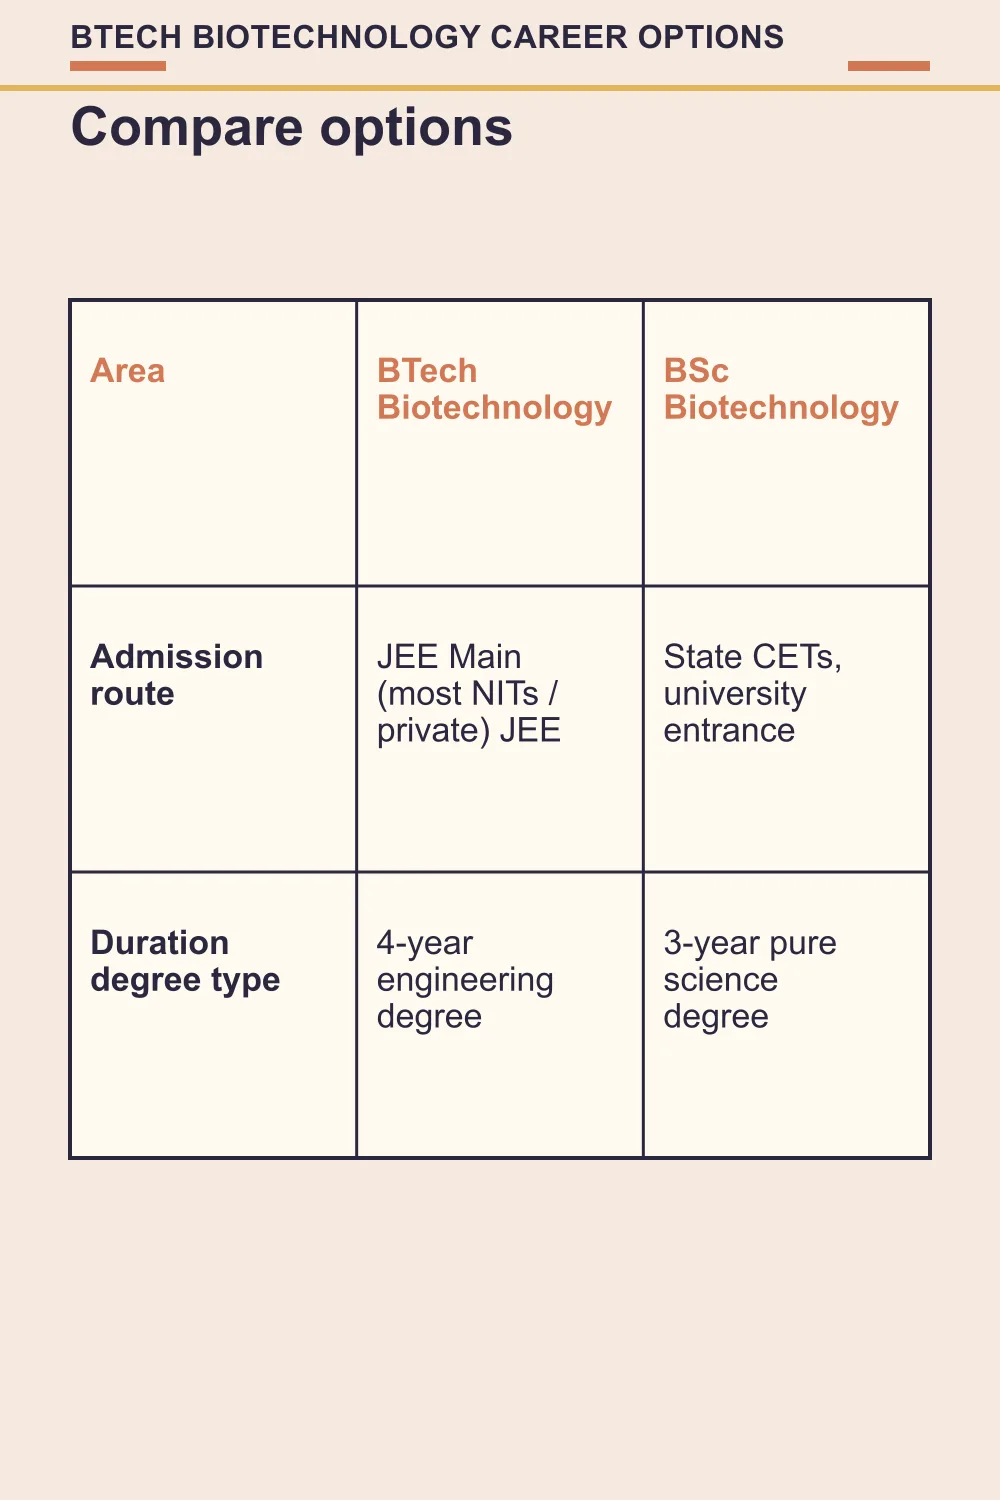 BTECH BIOTECHNOLOGY CAREER OPTIONS
Compare options
Area
BTech
Biotechnology
BSc
Biotechnology
Admission
route
JEE Main
(most NITs /
private) JEE
State CETs,
university
entrance
Duration
degree type
4-year
engineering
degree
3-year pure
science
degree